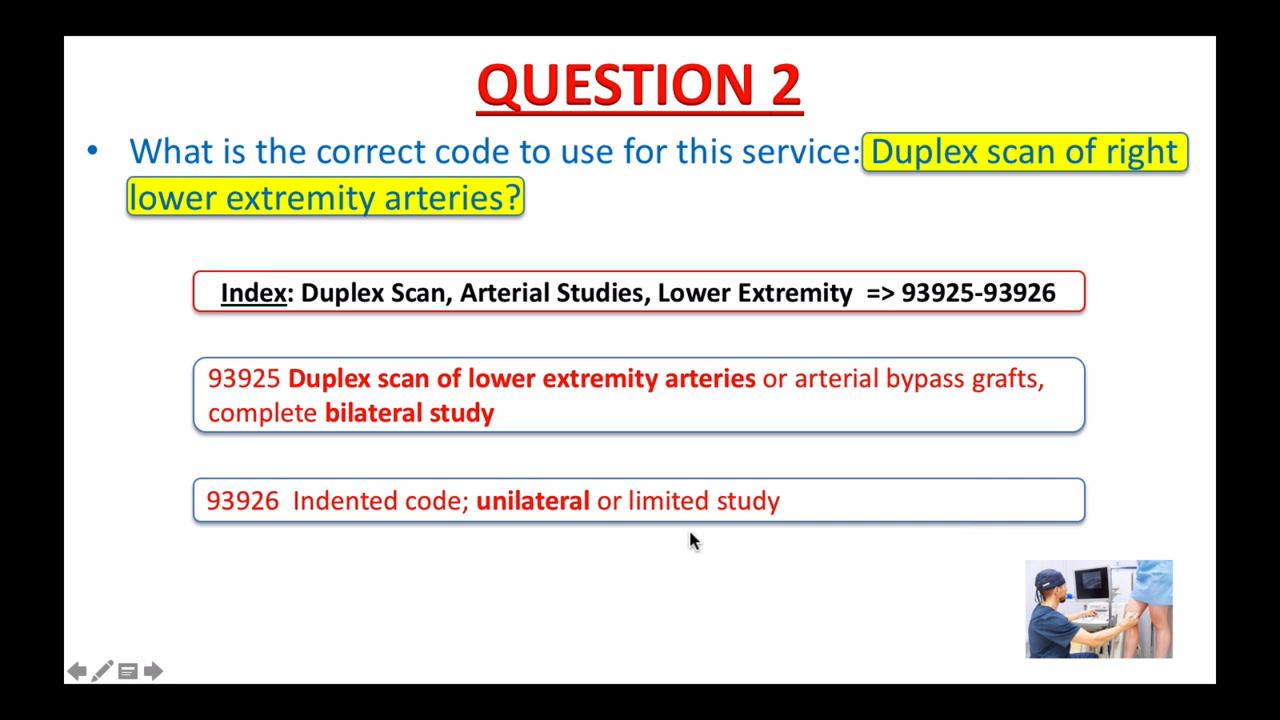 QUESTION 2
• What is the correct code to use for this service: Duplex scan of right
lower extremity arteries?
Index: Duplex Scan, Arterial Studies, Lower Extremity => 93925-93926
93925 Duplex scan of lower extremity arteries or arterial bypass grafts,
complete bilateral study
93926 Indented code; unilateral or limited study